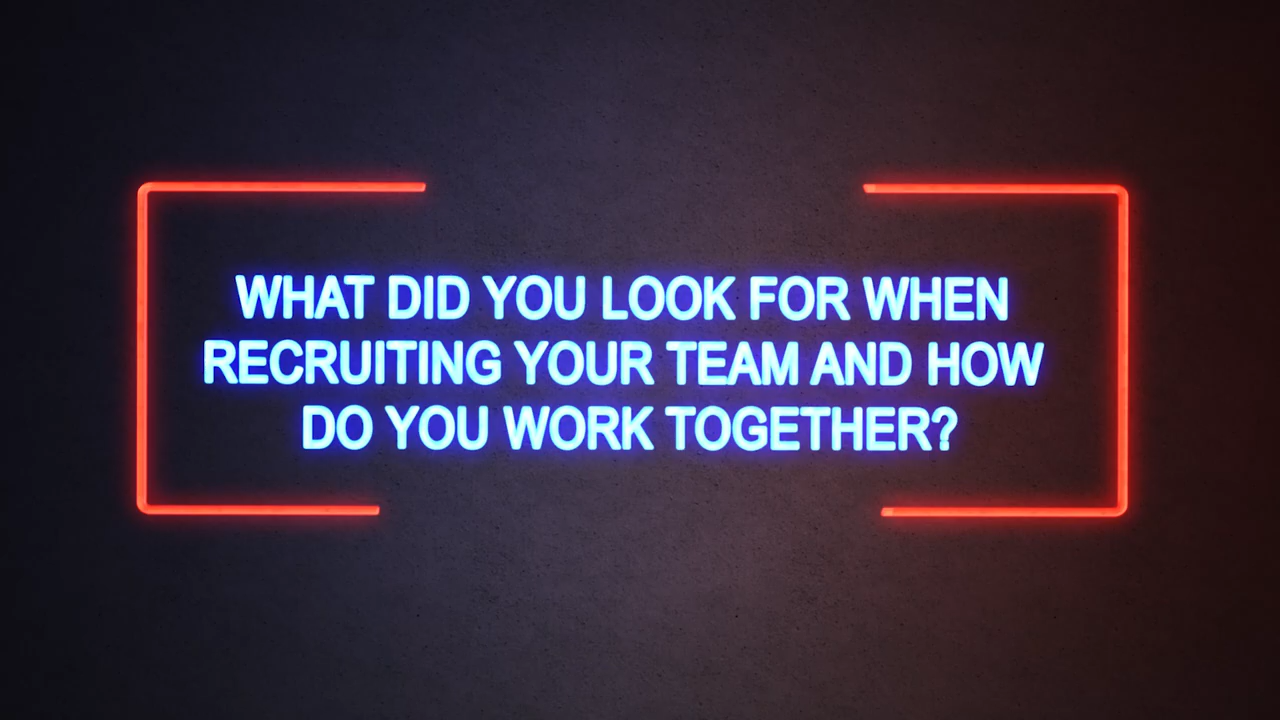 WHAT DID YOU LOOK FOR WHEN
RECRUITING YOUR TEAM AND HOW
DO YOU WORK TOGETHER?